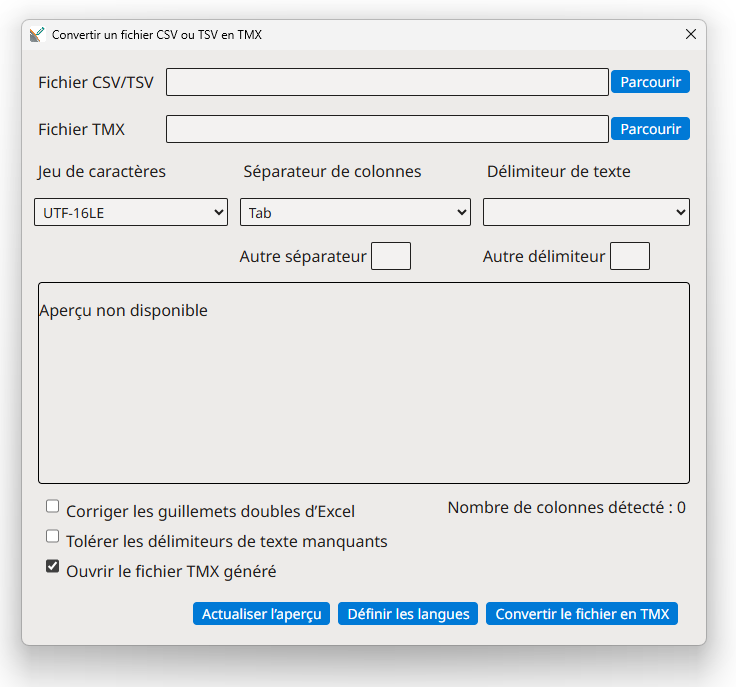 Convertir un fichier CSV ou TSV en TMX
Fichier CSV/TSV Parcourir
Fichier TMX Parcourir
Jeu de caractères Séparateur de colonnes Délimiteur de texte
UTF-16LE Tab
Autre séparateur Autre délimiteur
Aperçu non disponible
Corriger les guillemets doubles d’Excel Nombre de colonnes détecté : 0
Tolérer les délimiteurs de texte manquants
Ouvrir le fichier TMX généré
Actualiser l’aperçu Définir les langues Convertir le fichier en TMX